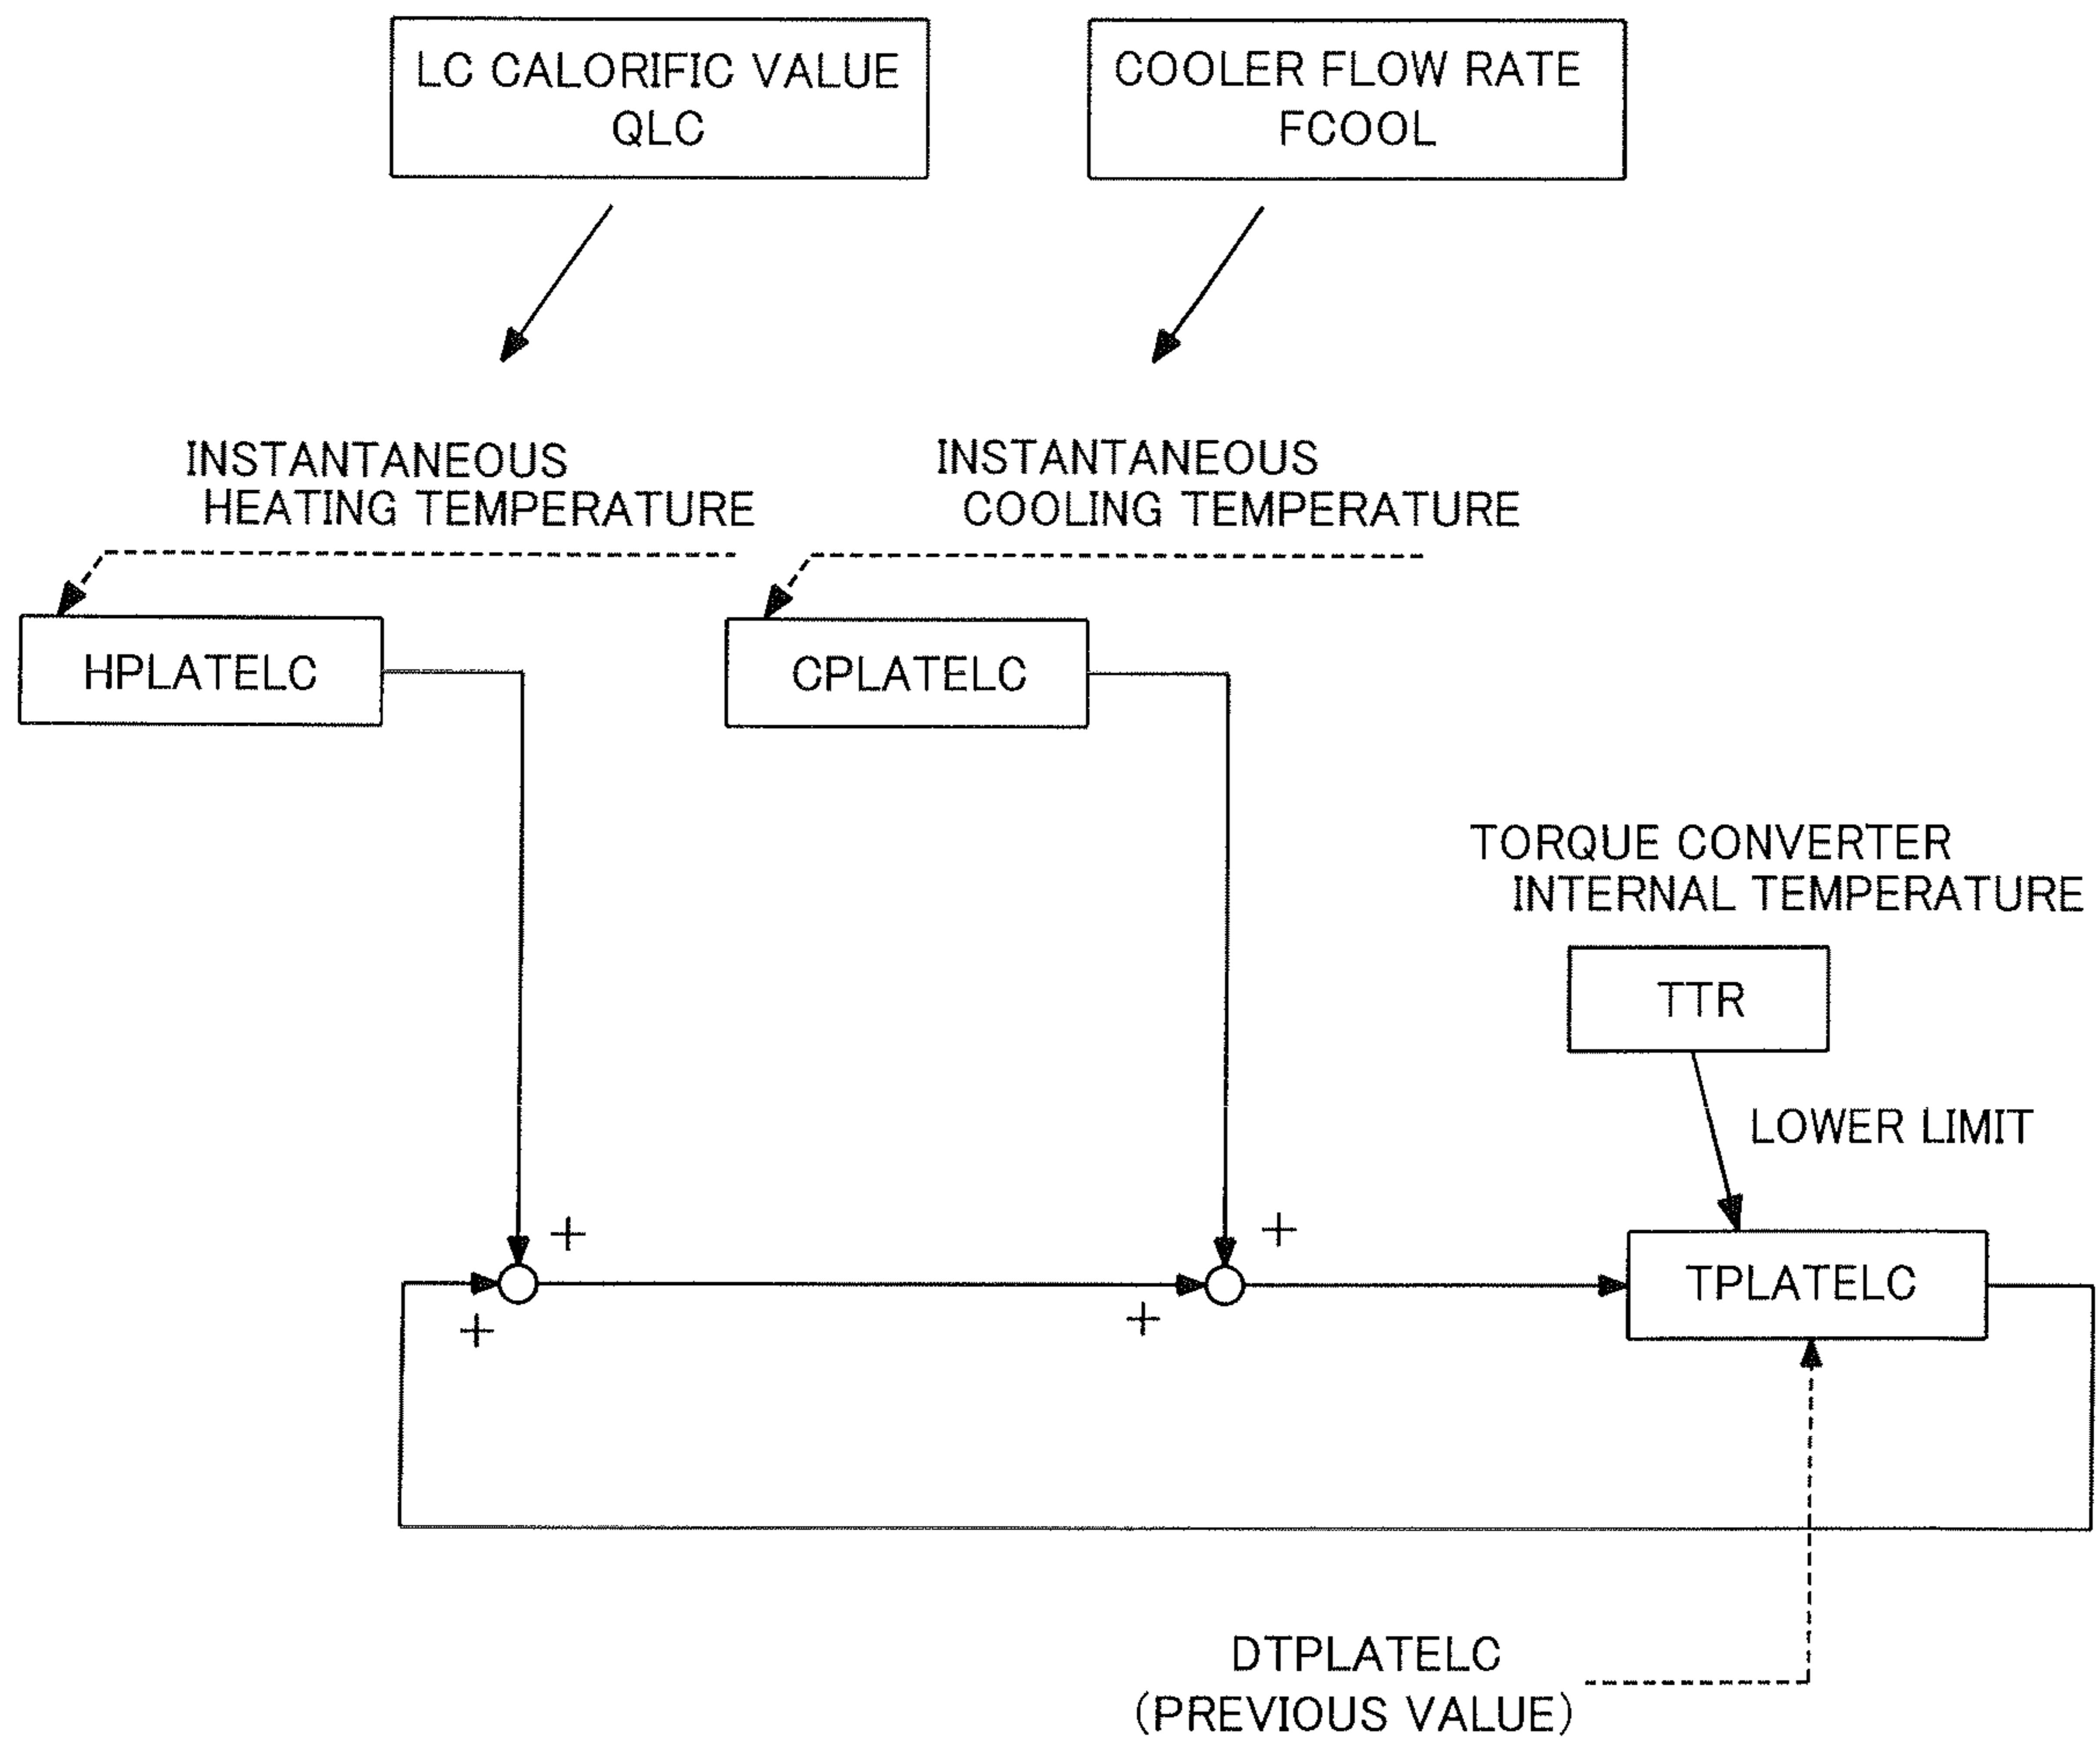 LC CALORIFIC VALUE
QLC
COOLER FLOW RATE
FCOOL
INSTANTANEOUS
HEATING TEMPERATURE
INSTANTANEOUS
COOLING TEMPERATURE
HPLATELC
CPLATELC
TORQUE CONVERTER
INTERNAL TEMPERATURE
TTR
LOWER LIMIT
+
+
+
+
TPLATELC
DTPLATELC
(PREVIOUS VALUE)